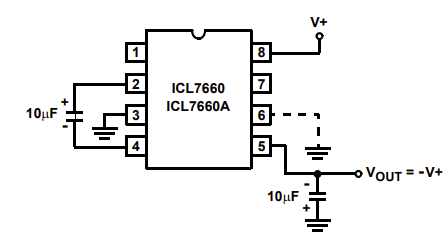 V+
1
8
2
ICL7660
7
ICL7660A
10µF
+
-
3
6
4
5
VOUT = -V+
10µF
-
+